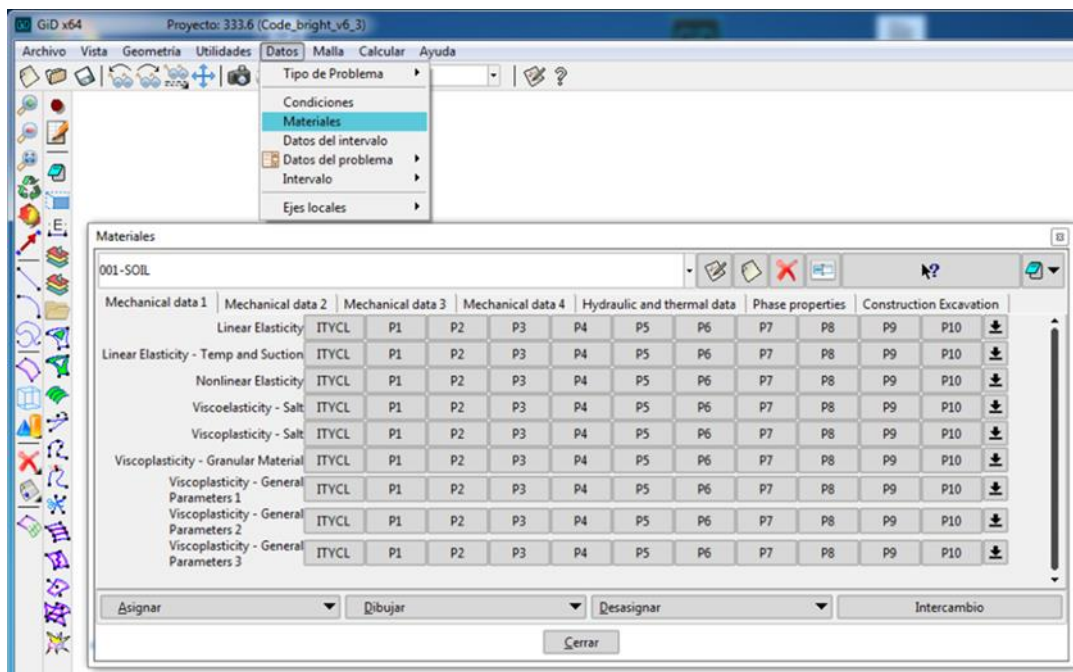 GiD x64 Proyecto: 333.6 (Code_bright_v6_3)
Archivo Vista Geometría Utilidades Datos Malla Calcular Ayuda
Tipo de Problema
Condiciones
Materiales
Datos del intervalo
Datos del problema
Intervalo
Ejes locales
Materiales
001-SOIL
Mechanical data 1 Mechanical data 2 Mechanical data 3 Mechanical data 4 Hydraulic and thermal data Phase properties Construction Excavation
Linear Elasticity ITYCL P1 P2 P3 P4 P5 P6 P7 P8 P9 P10
Linear Elasticity - Temp and Suction ITYCL P1 P2 P3 P4 P5 P6 P7 P8 P9 P10
Nonlinear Elasticity ITYCL P1 P2 P3 P4 P5 P6 P7 P8 P9 P10
Viscoelasticity - Salt ITYCL P1 P2 P3 P4 P5 P6 P7 P8 P9 P10
Viscoplasticity - Salt ITYCL P1 P2 P3 P4 P5 P6 P7 P8 P9 P10
Viscoplasticity - Granular Material ITYCL P1 P2 P3 P4 P5 P6 P7 P8 P9 P10
Viscoplasticity - General
Parameters 1 ITYCL P1 P2 P3 P4 P5 P6 P7 P8 P9 P10
Viscoplasticity - General
Parameters 2 ITYCL P1 P2 P3 P4 P5 P6 P7 P8 P9 P10
Viscoplasticity - General
Parameters 3 ITYCL P1 P2 P3 P4 P5 P6 P7 P8 P9 P10
Asignar Dibujar Desasignar Intercambio
Cerrar